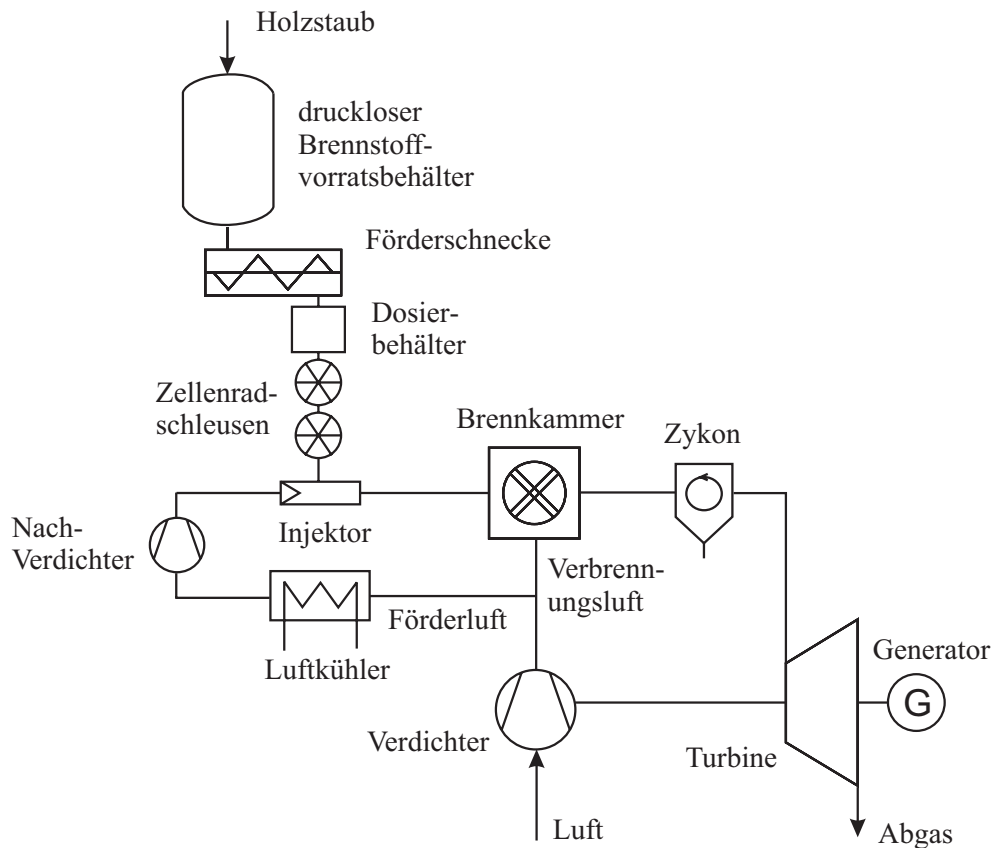 Holzstaub
druckloser
Brennstoff-
vorratsbehälter
Förderschnecke
Dosier-
behälter
Zellenrad-
schleusen
Brennkammer
Zykon
Injektor
Nach-
Verdichter
Verbrenn-
ungsluft
Förderluft
Luftkühler
Generator
G
Verdichter
Turbine
Luft
Abgas